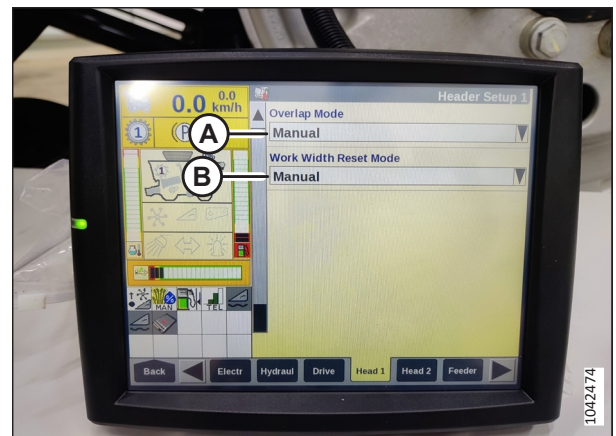 0.0 0.0 km/h
Header Setup 1
1
(P)
A
Overlap Mode
Manual
B
Work Width Reset Mode
Manual
1
MAN
TEL
Back
Electr
Hydraul
Drive
Head 1
Head 2
Feeder
1042474